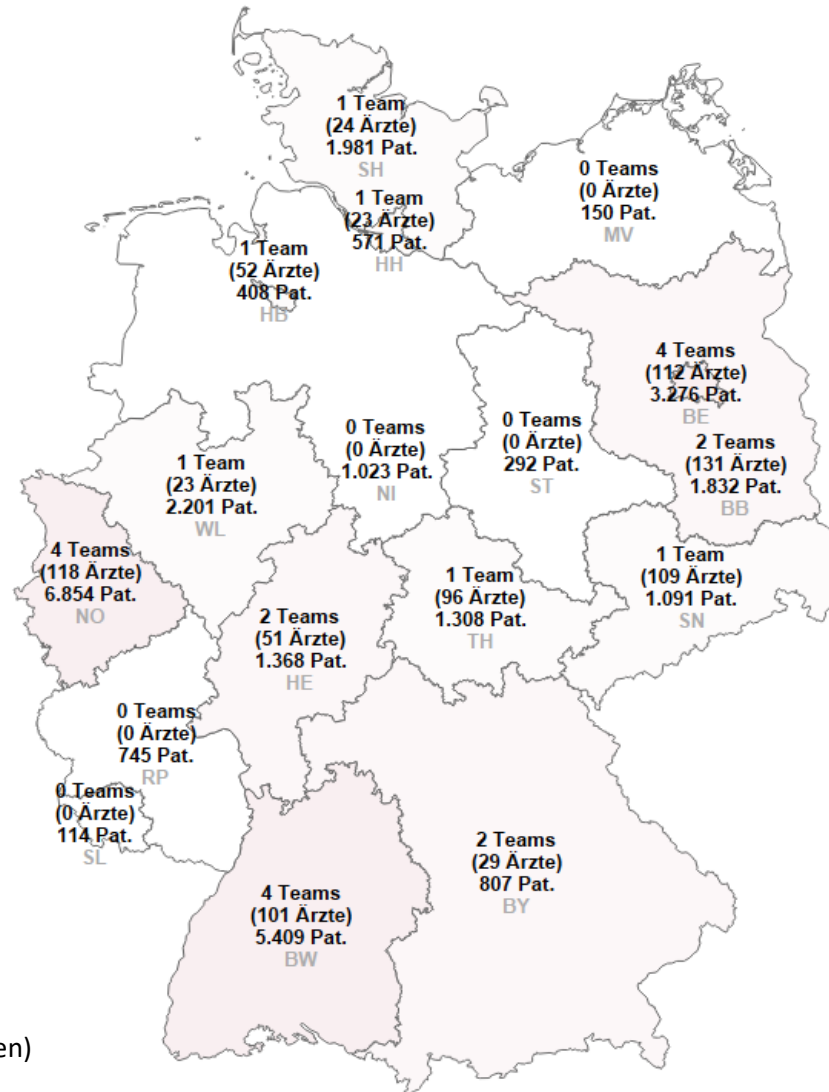 1 Team
(24 Ärzte)
1.981 Pat.
SH
0 Teams
(0 Ärzte)
150 Pat.
MV
1 Team
(23 Ärzte)
571 Pat.
HH
1 Team
(52 Ärzte)
408 Pat.
HB
4 Teams
(112 Ärzte)
3.276 Pat.
BE
0 Teams
(0 Ärzte)
1.023 Pat.
NI
0 Teams
(0 Ärzte)
292 Pat.
ST
2 Teams
(131 Ärzte)
1.832 Pat.
BB
1 Team
(23 Ärzte)
2.201 Pat.
WL
4 Teams
(118 Ärzte)
6.854 Pat.
NO
2 Teams
(51 Ärzte)
1.368 Pat.
HE
1 Team
(96 Ärzte)
1.308 Pat.
TH
1 Team
(109 Ärzte)
1.091 Pat.
SN
0 Teams
(0 Ärzte)
745 Pat.
RP
0 Teams
(0 Ärzte)
114 Pat.
SL
4 Teams
(101 Ärzte)
5.409 Pat.
BW
2 Teams
(29 Ärzte)
807 Pat.
BY
en)